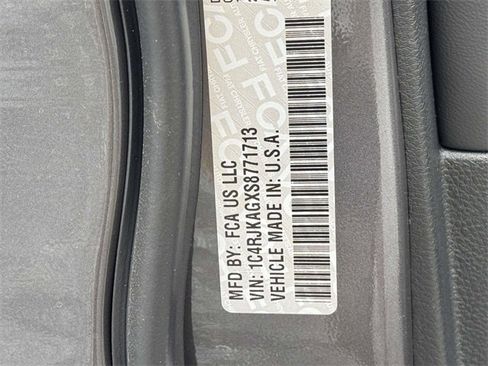 MFD BY: FCA US LLC
VIN: 1C4RJKAGXS8771713
VEHICLE MADE IN: U.S.A.